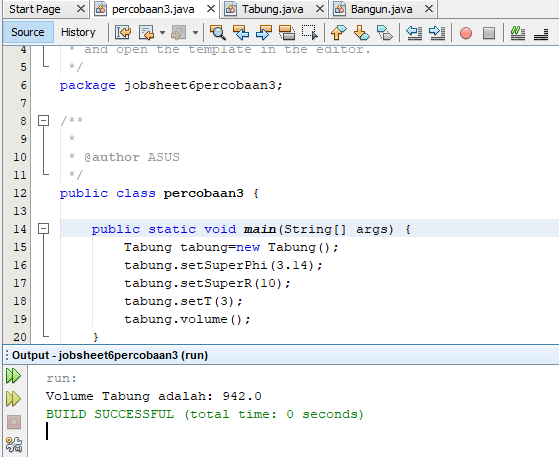 Start Page percobaan3.java Tabung.java Bangun.java
Source History
4 * and open the template in the editor.
5 */
6 package jobsheet6percobaan3;
7
8 /**
9 *
10 * @author ASUS
11 */
12 public class percobaan3 {
13
14 public static void main(String[] args) {
15 Tabung tabung=new Tabung();
16 tabung.setSuperPhi(3.14);
17 tabung.setSuperR(10);
18 tabung.setT(3);
19 tabung.volume();
20 }
Output - jobsheet6percobaan3 (run)
run:
Volume Tabung adalah: 942.0
BUILD SUCCESSFUL (total time: 0 seconds)